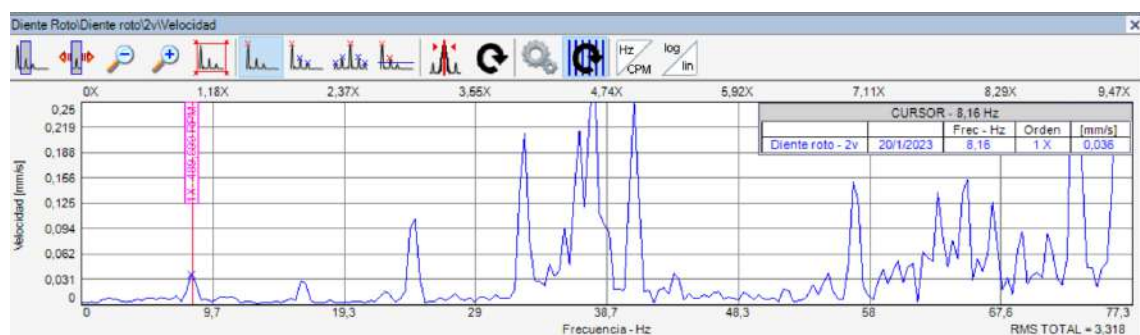 Diente Roto\Diente roto\2v\Velocidad
Hz
CPM
log
lin
0X 1,18X 2,37X 3,55X 4,74X 5,92X 7,11X 8,29X 9,47X
CURSOR - 8,16 Hz
Frec - Hz Orden [mm/s]
Diente roto - 2v 20/1/2023 8,16 1 X 0,036
Velocidad [mm/s]
0,25
0,219
0,188
0,156
0,125
0,094
0,062
0,031
0
0 9,7 19,3 29 38,7 48,3 58 67,6 77,3
Frecuencia - Hz
RMS TOTAL = 3,318